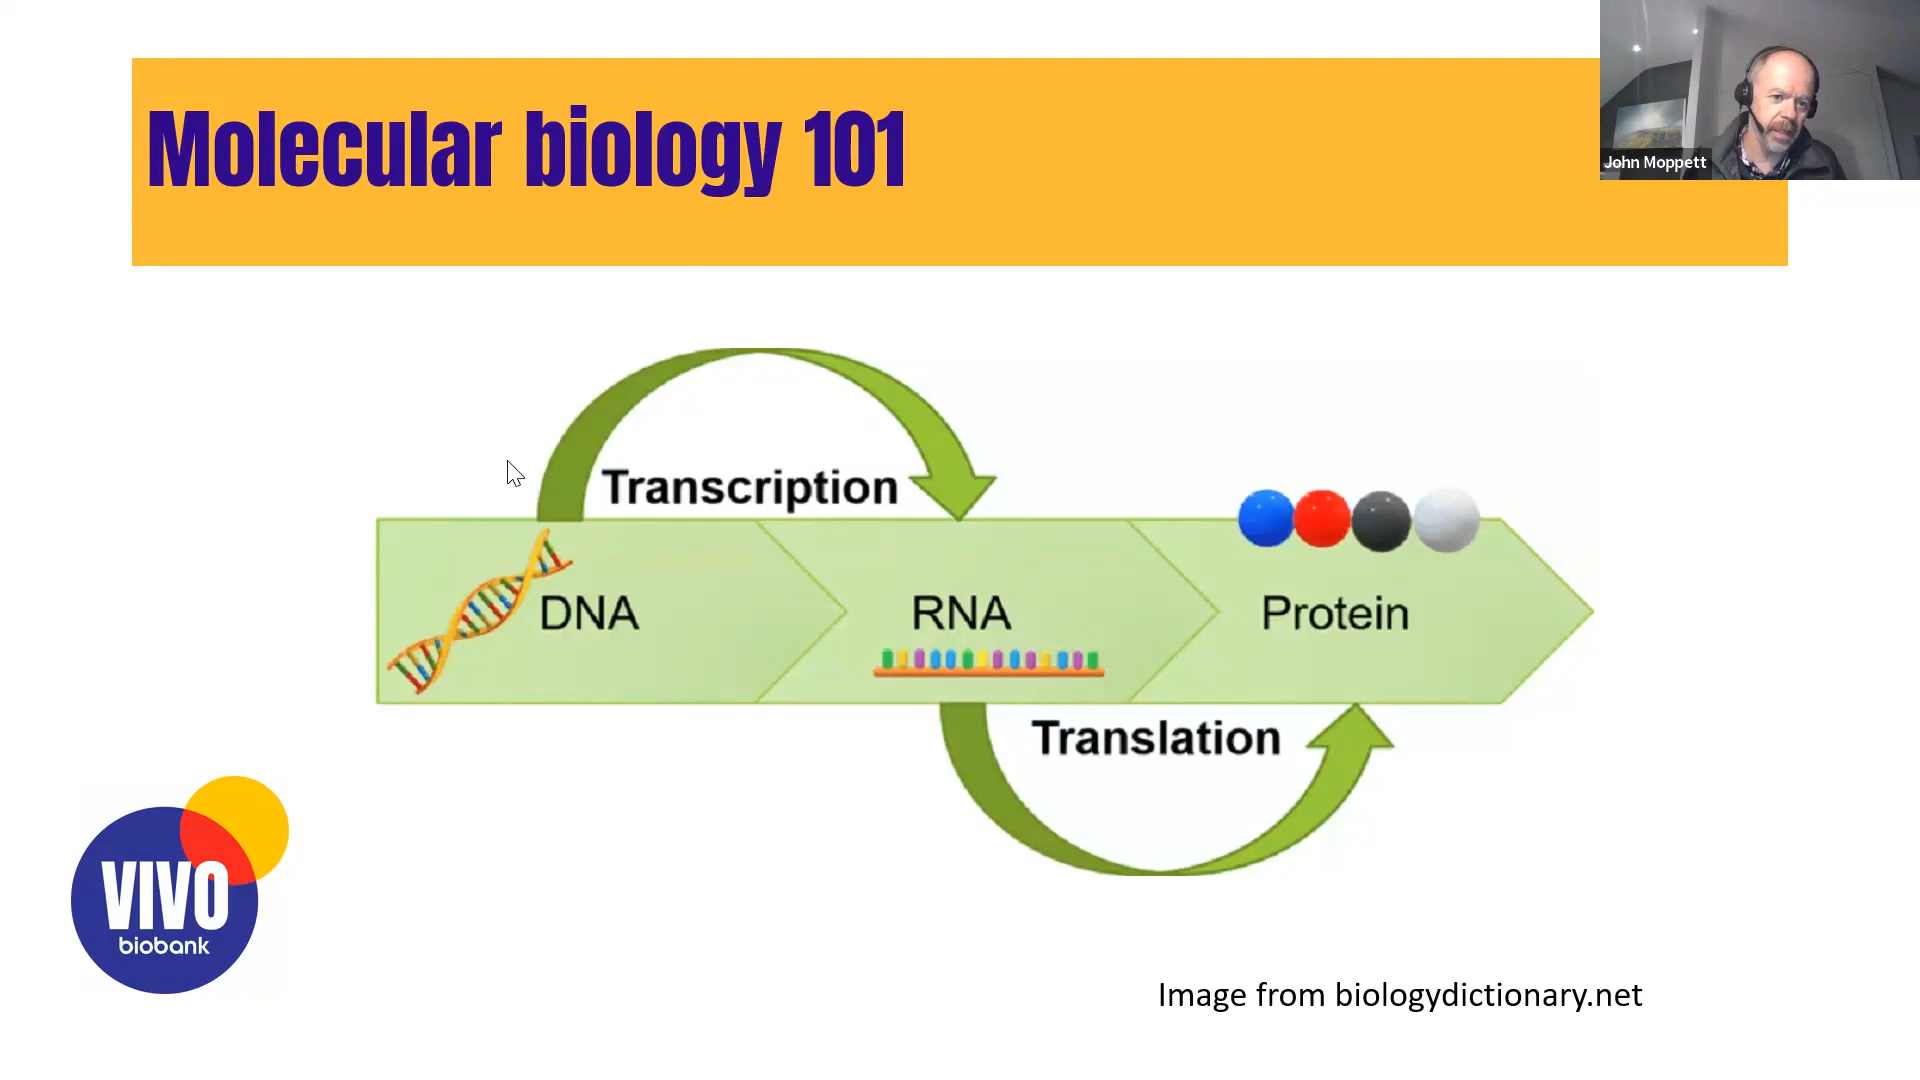 Molecular biology 101
John Moppett
Transcription
DNA
RNA
Protein
Translation
VIVO
biobank
Image from biologydictionary.net